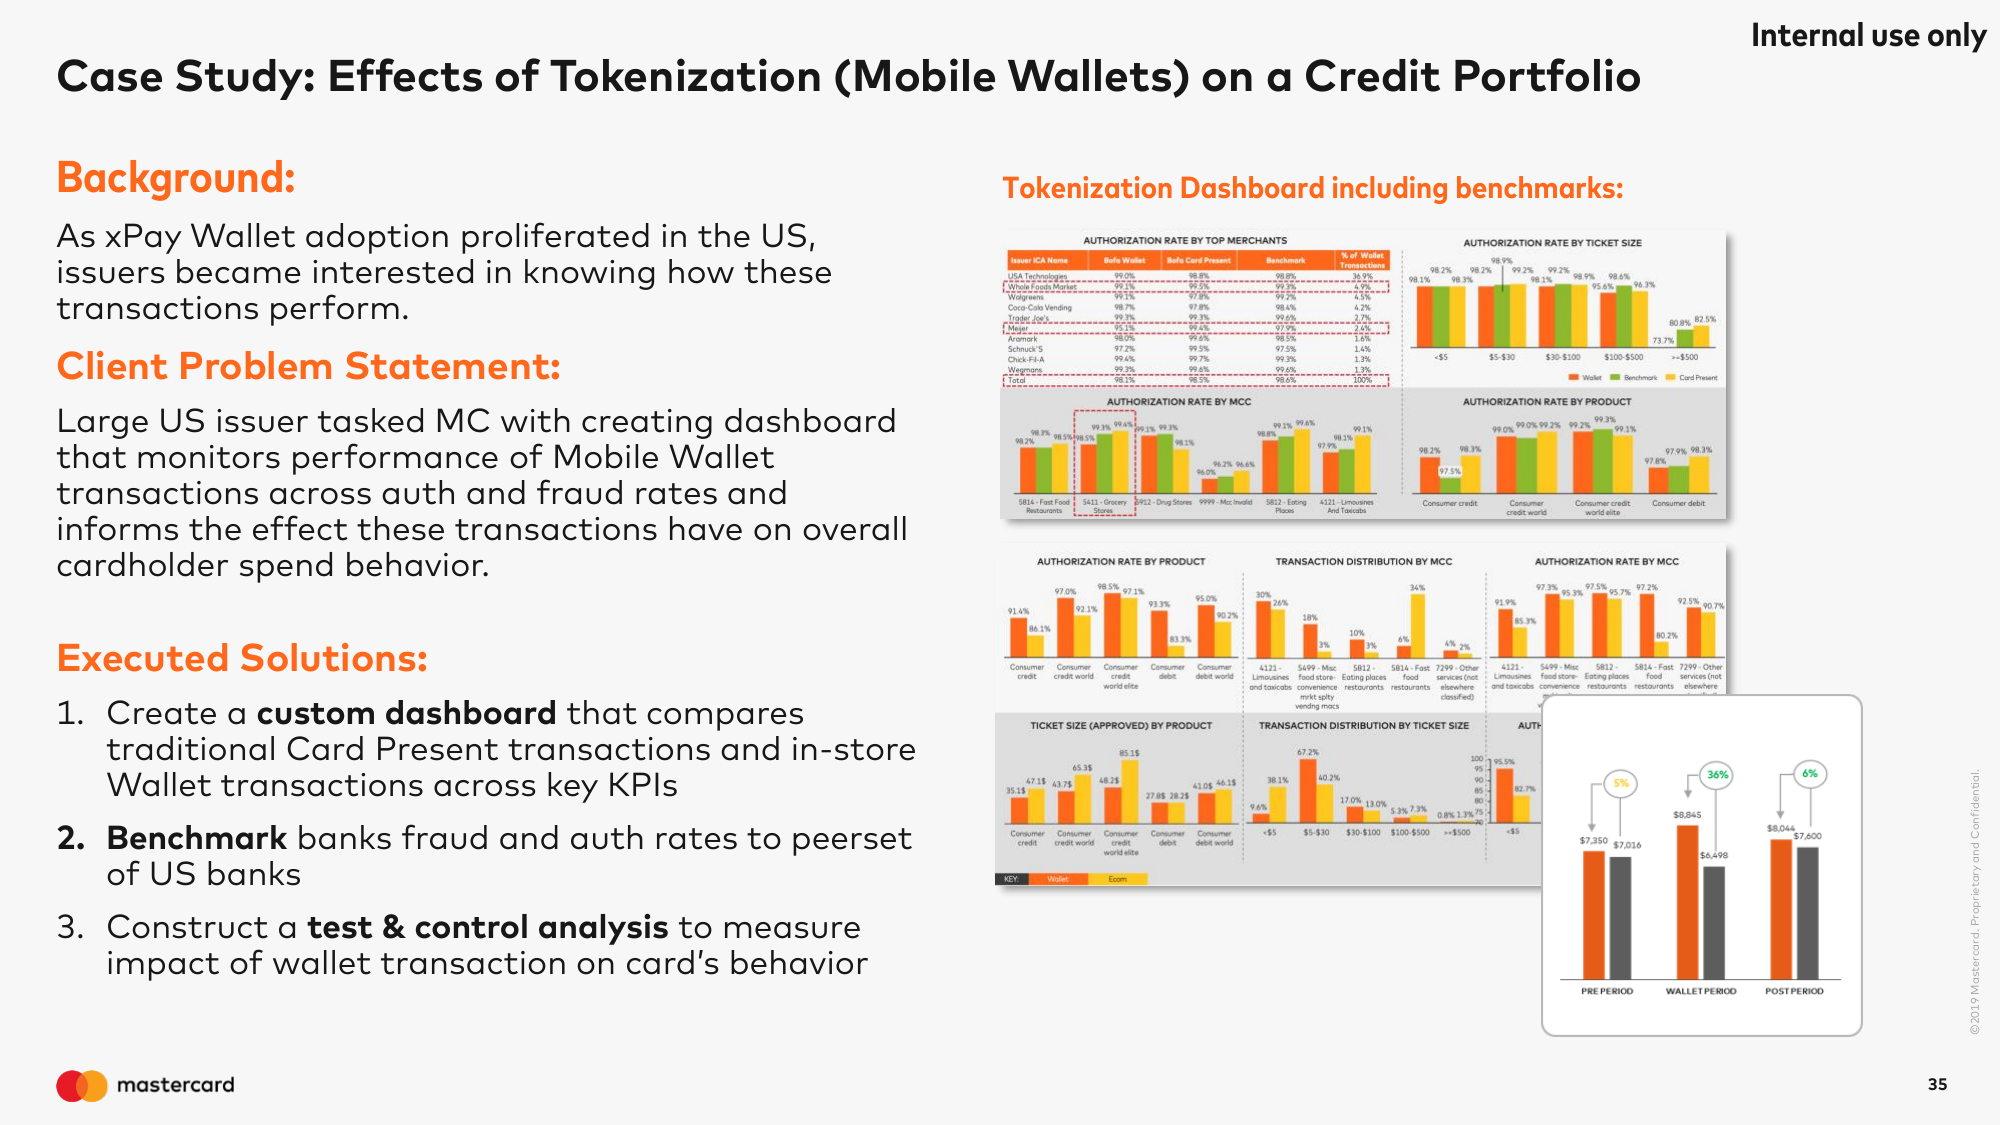 Internal use only
Case Study: Effects of Tokenization (Mobile Wallets) on a Credit Portfolio
Background:
As xPay Wallet adoption proliferated in the US,
issuers became interested in knowing how these
transactions perform.
Client Problem Statement:
Large US issuer tasked MC with creating dashboard
that monitors performance of Mobile Wallet
transactions across auth and fraud rates and
informs the effect these transactions have on overall
cardholder spend behavior.
Executed Solutions:
1. Create a custom dashboard that compares
traditional Card Present transactions and in-store
Wallet transactions across key KPIs
2. Benchmark banks fraud and auth rates to peerset
of US banks
3. Construct a test & control analysis to measure
impact of wallet transaction on card's behavior
Tokenization Dashboard including benchmarks:
AUTHORIZATION RATE BY TOP MERCHANTS
Issuer ICA Name Bofa Wallet Bofa Card Present Benchmark % of Wallet Transactions
USA Technologies 99.0% 98.8% 98.8% 36.9%
Whole Foods Market 99.1% 99.5% 99.3% 4.9%
Walgreens 99.1% 97.8% 99.2% 4.5%
Coca-Cola Vending 98.7% 97.8% 98.4% 4.2%
Trader Joe's 99.3% 99.3% 99.6% 2.7%
Meijer 95.1% 99.4% 97.9% 2.4%
Aramark 98.0% 99.6% 98.5% 1.6%
Schnuck'S 97.2% 99.5% 97.5% 1.4%
Chick-Fil-A 99.4% 99.7% 99.3% 1.3%
Wegmans 99.3% 99.6% 99.6% 1.3%
Total 98.1% 98.5% 98.6% 100%
AUTHORIZATION RATE BY TICKET SIZE
98.1% 98.2% 98.3% 98.2% 98.9% 99.2% 98.1% 99.2% 98.9% 95.6% 98.6% 96.3% 73.7% 80.8% 82.5%
<$5 $5-$30 $30-$100 $100-$500 >=$500
Wallet Benchmark Card Present
AUTHORIZATION RATE BY MCC
98.2% 98.3% 98.5% 98.5% 99.3% 99.4% 99.1% 99.3% 98.1% 96.0% 96.2% 96.6% 98.8% 99.1% 99.6% 97.9% 98.1% 99.1%
5814 - Fast Food Restaurants
5411 - Grocery Stores
5912 - Drug Stores
9999 - Mcc Invalid
5812 - Eating Places
4121 - Limousines And Taxicabs
AUTHORIZATION RATE BY PRODUCT
98.2% 97.5% 98.3% 99.0% 99.0% 99.2% 99.2% 99.3% 99.1% 97.8% 97.9% 98.3%
Consumer credit
Consumer credit world
Consumer credit world elite
Consumer debit
AUTHORIZATION RATE BY PRODUCT
91.4% 86.1% 97.0% 92.1% 98.5% 97.1% 93.3% 83.3% 95.0% 90.2%
Consumer credit
Consumer credit world
Consumer credit world elite
Consumer debit
Consumer debit world
TRANSACTION DISTRIBUTION BY MCC
30% 26% 18% 3% 10% 3% 6% 34% 4% 2%
4121 - Limousines and taxicabs
5499 - Misc food store- convenience mrkt splty vendng macs
5812 - Eating places restaurants
5814 - Fast food restaurants
7299 - Other services (not elsewhere classified)
AUTHORIZATION RATE BY MCC
91.9% 85.3% 97.3% 95.3% 97.5% 95.7% 97.2% 80.2% 92.5% 90.7%
4121 - Limousines and taxicabs
5499 - Misc food store- convenience
5812 - Eating places restaurants
5814 - Fast food restaurants
7299 - Other services (not elsewhere
TICKET SIZE (APPROVED) BY PRODUCT
35.1$ 47.1$ 43.7$ 65.3$ 48.2$ 85.1$ 27.8$ 28.2$ 41.0$ 46.1$
Consumer credit
Consumer credit world
Consumer credit world elite
Consumer debit
Consumer debit world
TRANSACTION DISTRIBUTION BY TICKET SIZE
9.6% 38.1% 67.2% 40.2% 17.0% 13.0% 5.3% 7.3% 0.8% 1.3%
<$5 $5-$30 $30-$100 $100-$500 >=$500
AUTH
100
95
90
85
80
75
70
95.5% 82.7%
<$5
KEY: Wallet Ecom
5% 36% 6%
$7,350 $7,016 $8,845 $6,498 $8,044 $7,600
PRE PERIOD WALLET PERIOD POST PERIOD
©2019 Mastercard. Proprietary and Confidential.
mastercard
35